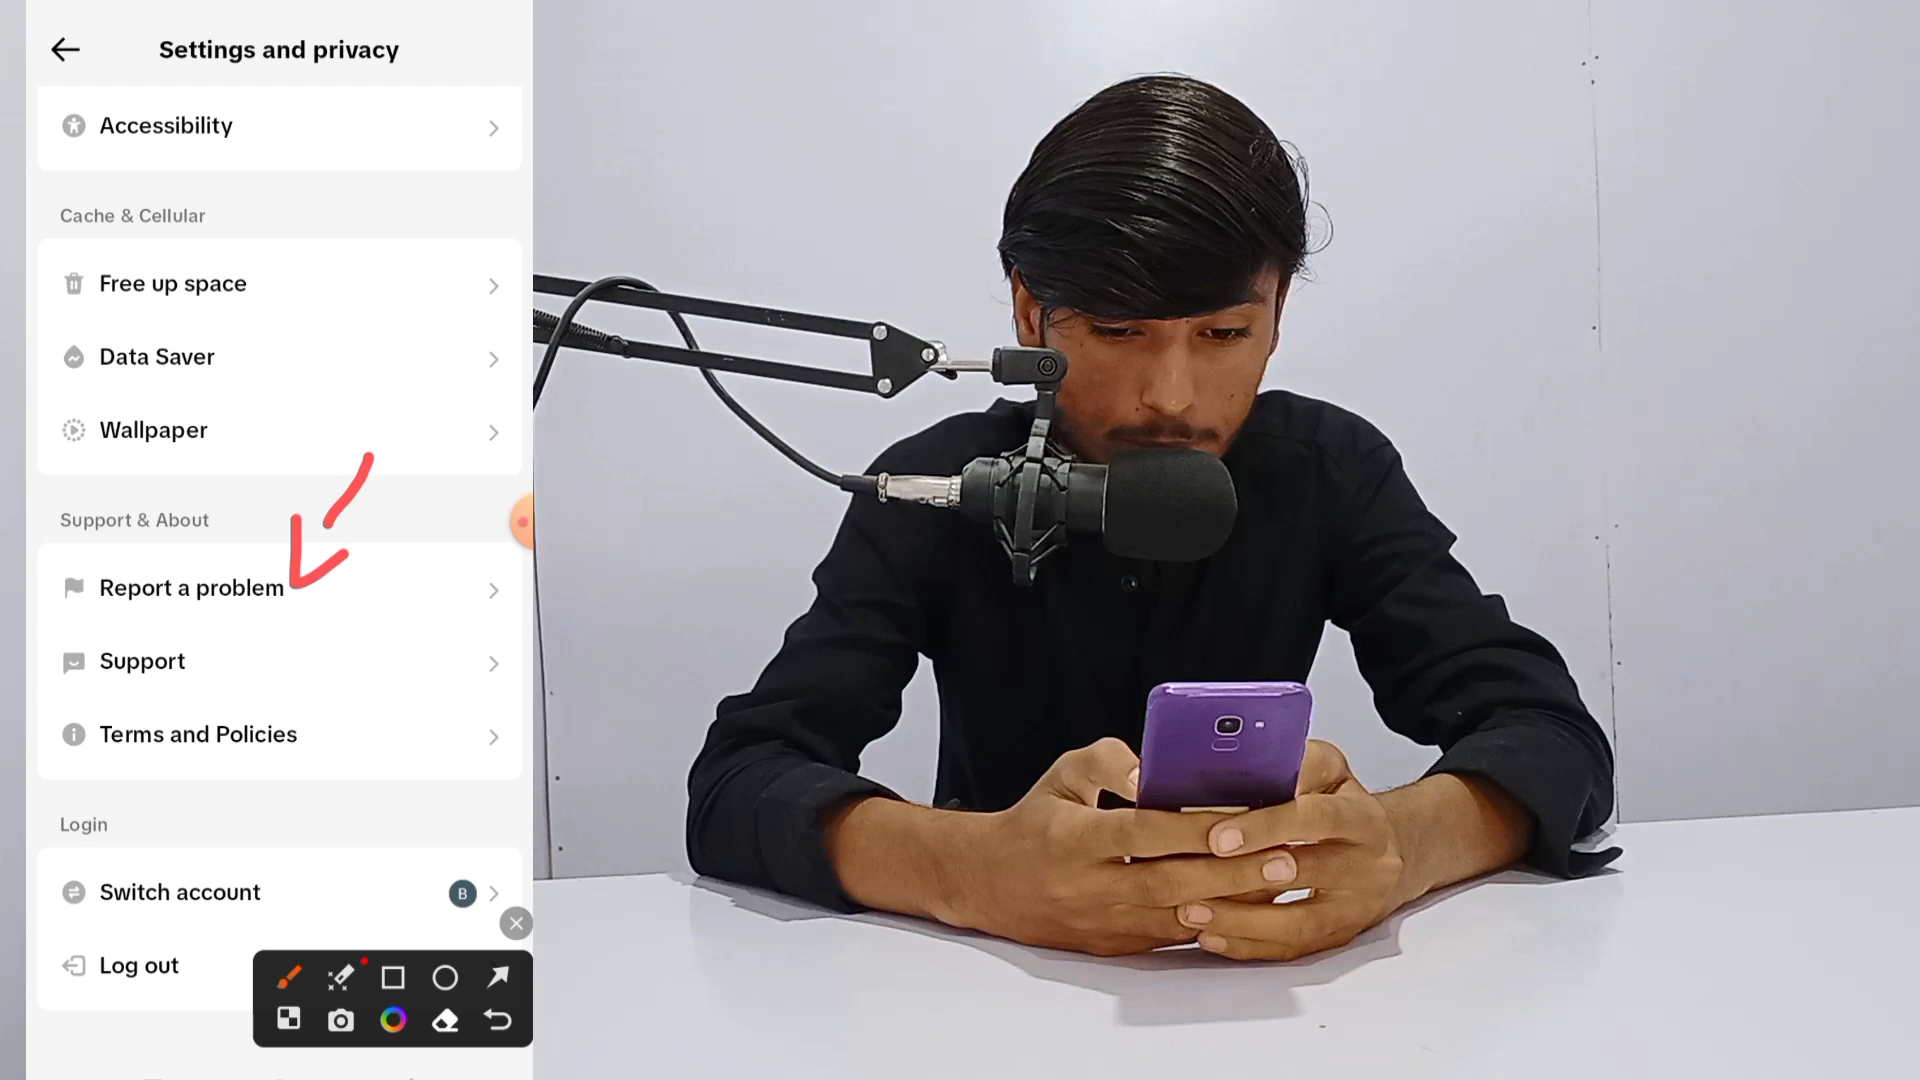 Settings and privacy
Accessibility
Cache & Cellular
Free up space
Data Saver
Wallpaper
Support & About
Report a problem
Support
Terms and Policies
Login
Switch account
B
Log out